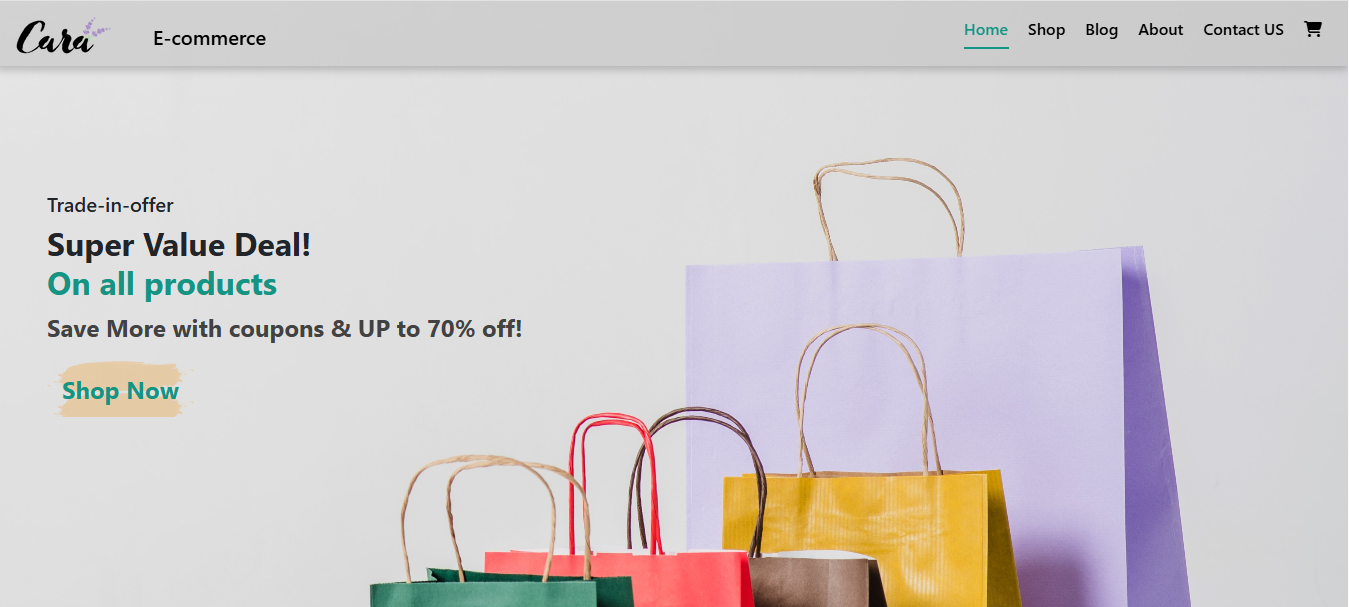 Cara
E-commerce
Home
Shop
Blog
About
Contact US
Trade-in-offer
Super Value Deal!
On all products
Save More with coupons & UP to 70% off!
Shop Now